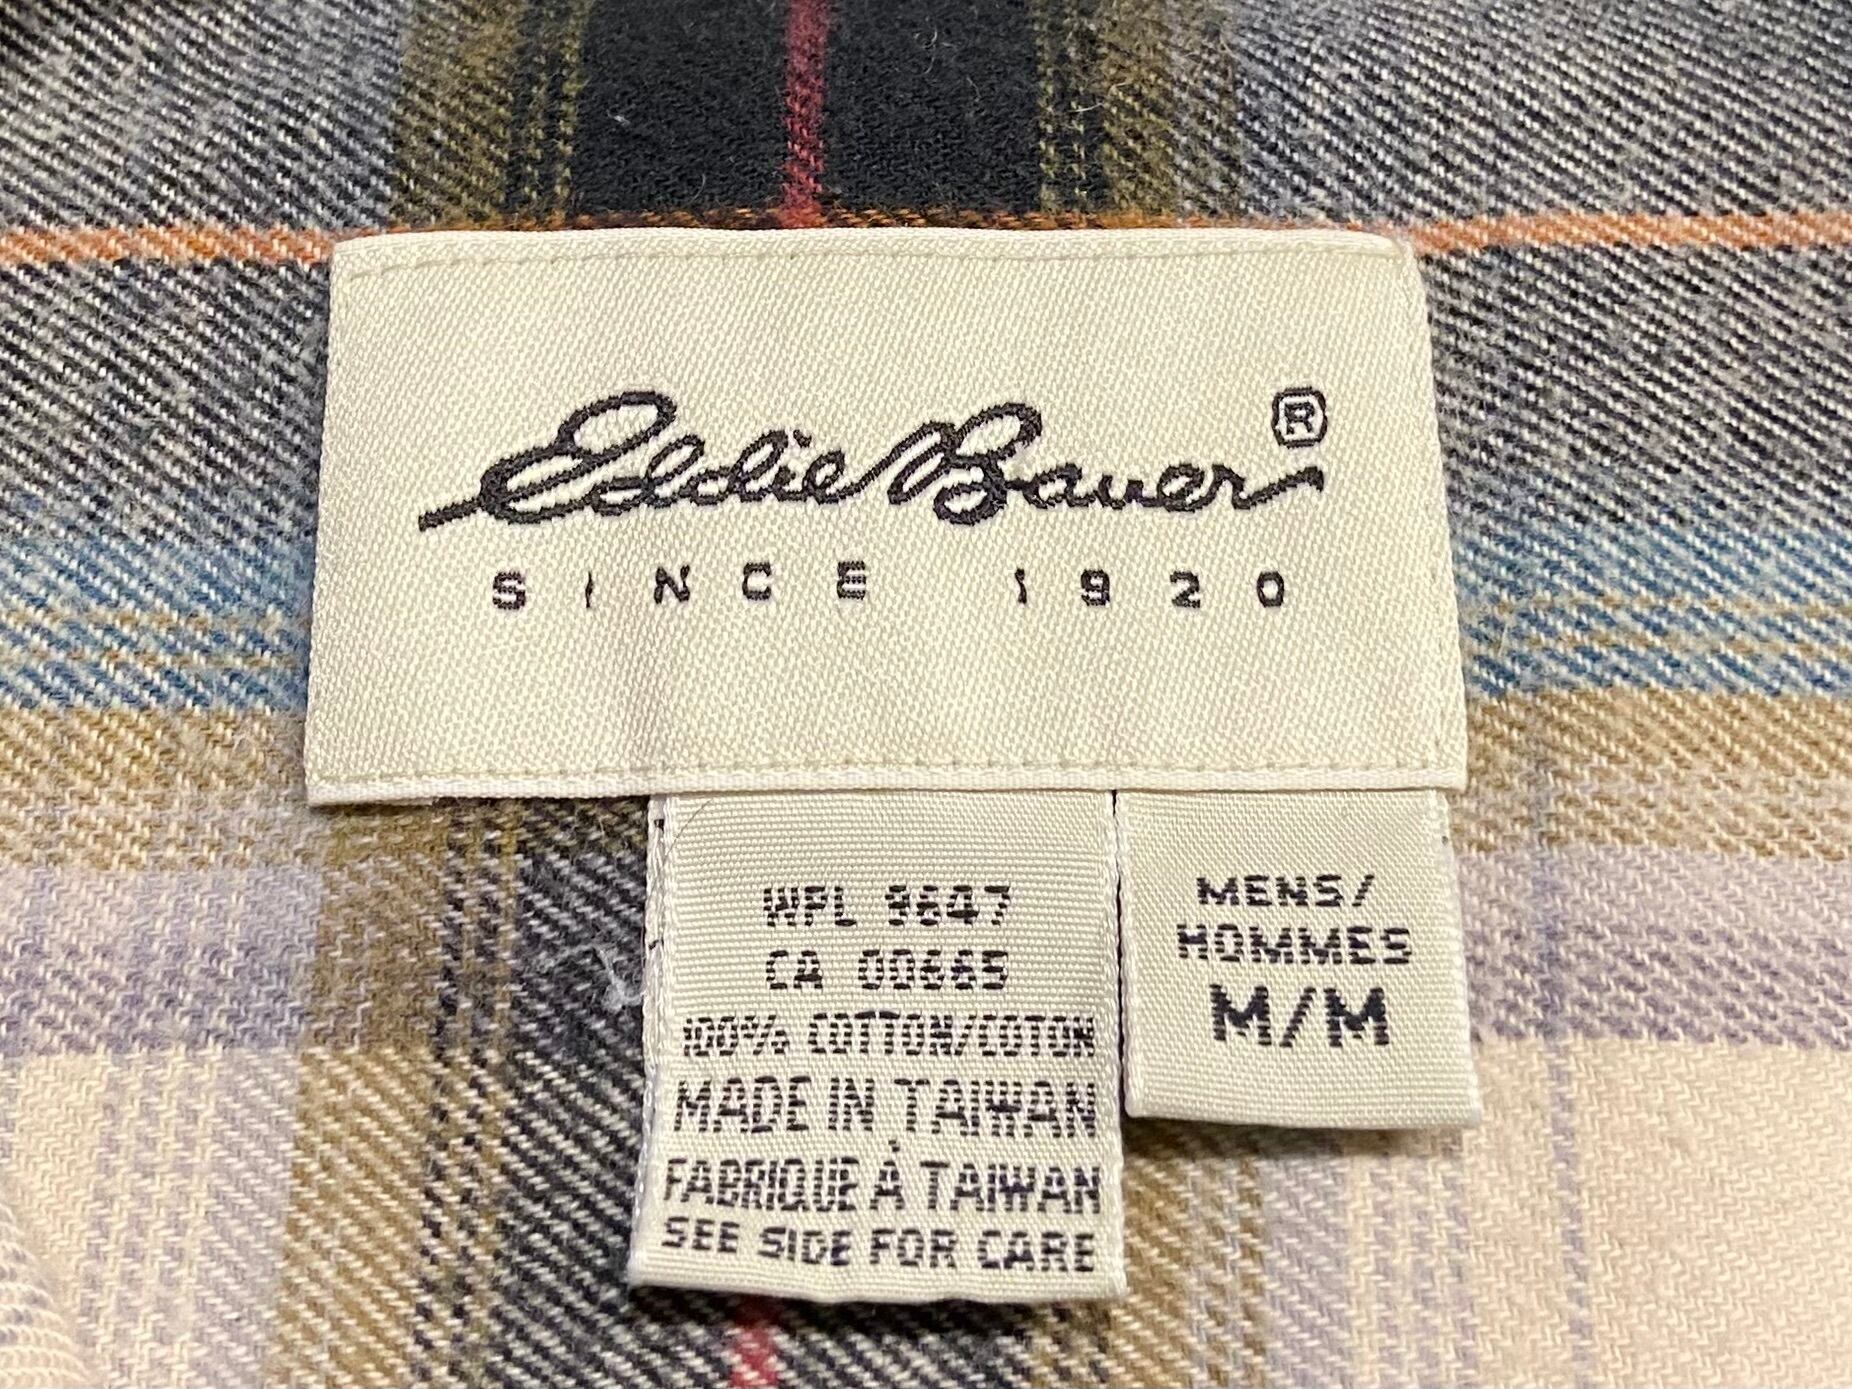 Eddie Bauer ®
SINCE 1920
WPL 9647
CA 00665
100% COTTON/COTON
MADE IN TAIWAN
FABRIQUE À TAIWAN
SEE SIDE FOR CARE
MENS/
HOMMES
M/M